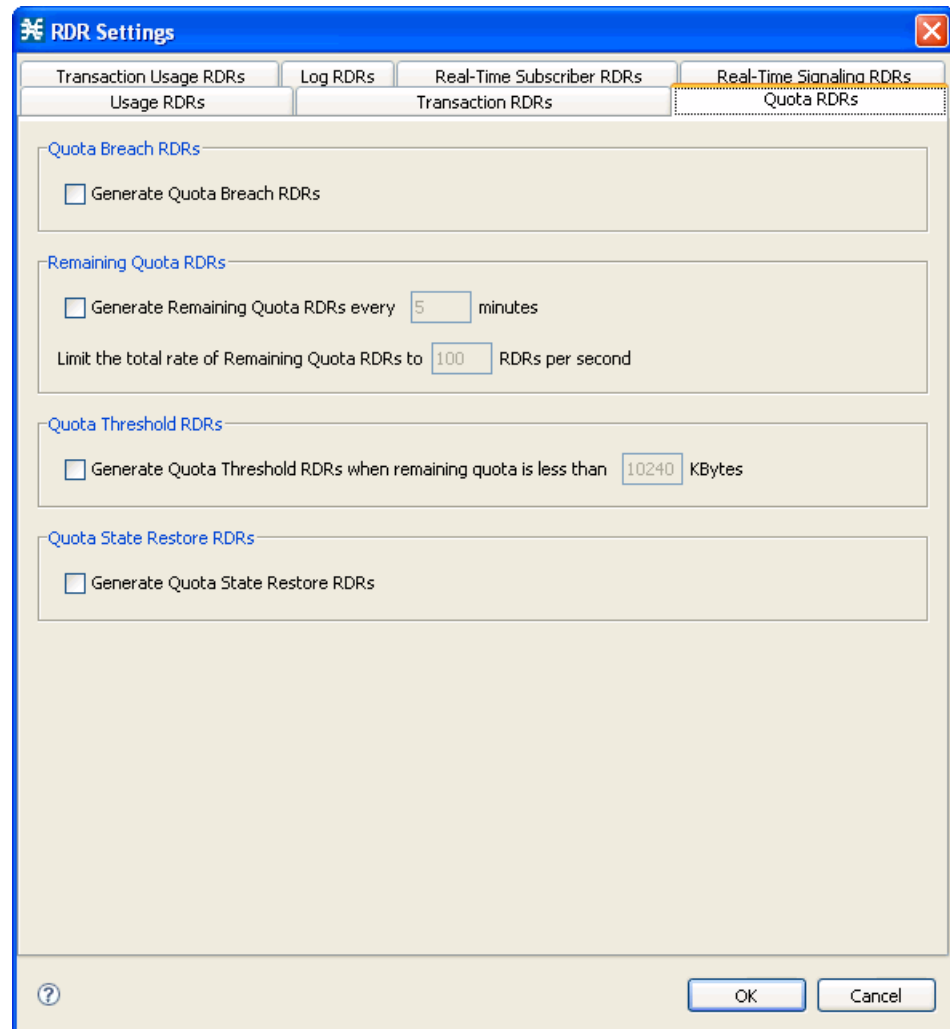 RDR Settings
Transaction Usage RDRs
Log RDRs
Real-Time Subscriber RDRs
Real-Time Signaling RDRs
Usage RDRs
Transaction RDRs
Quota RDRs
Quota Breach RDRs
Generate Quota Breach RDRs
Remaining Quota RDRs
Generate Remaining Quota RDRs every 5 minutes
Limit the total rate of Remaining Quota RDRs to 100 RDRs per second
Quota Threshold RDRs
Generate Quota Threshold RDRs when remaining quota is less than 10240 KBytes
Quota State Restore RDRs
Generate Quota State Restore RDRs
?
OK
Cancel